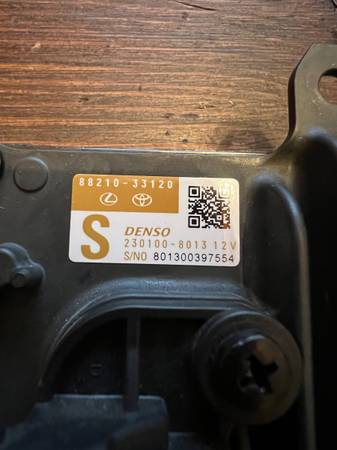 88210-33120
S
DENSO
230100-8013 12V
S/NO 801300397554